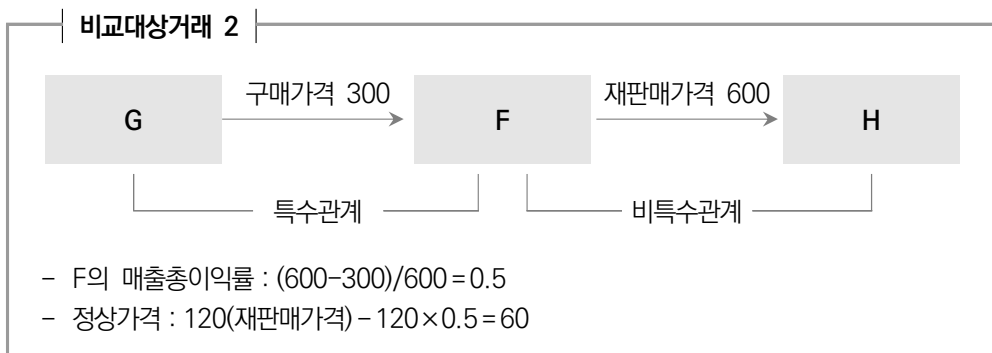 비교대상거래 2
구매가격 300
재판매가격 600
G
F
H
특수관계
비특수관계
- F의 매출총이익률 : (600-300)/600=0.5
- 정상가격 : 120(재판매가격)-120×0.5=60